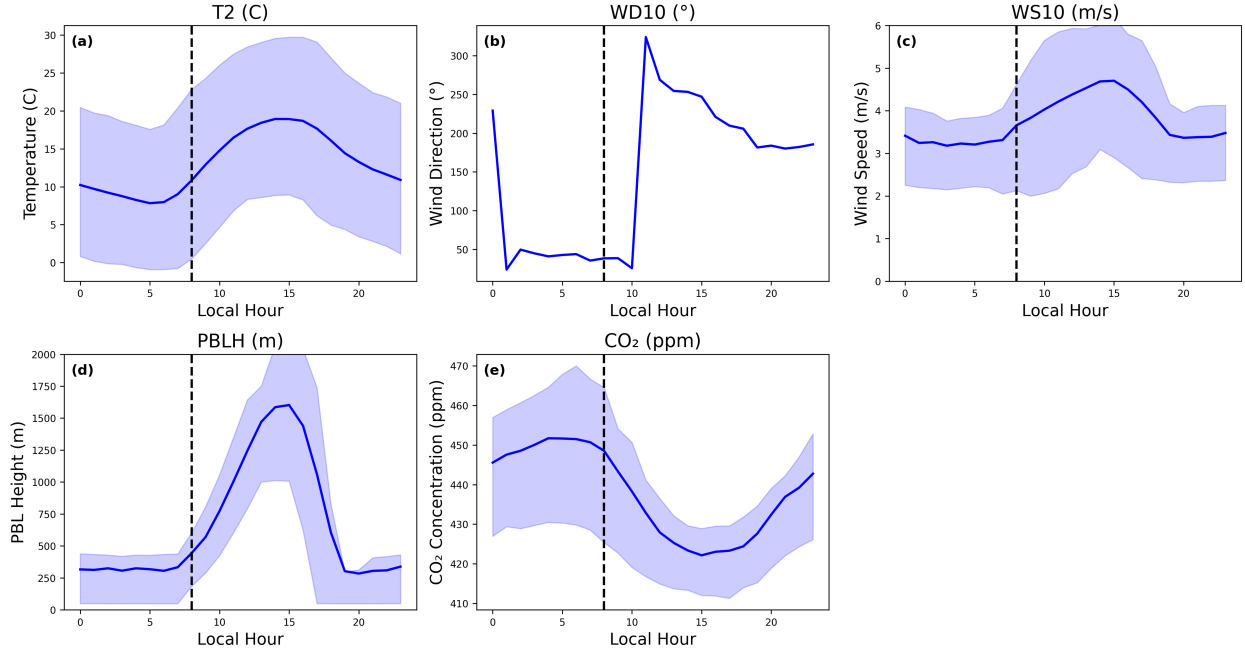 T2 (C)
(a)
Temperature (C)
30
25
20
15
10
5
0
0 5 10 15 20
Local Hour
WD10 (°)
(b)
Wind Direction (°)
300
250
200
150
100
50
0 5 10 15 20
Local Hour
WS10 (m/s)
(c)
Wind Speed (m/s)
6
5
4
3
2
1
0
0 5 10 15 20
Local Hour
PBLH (m)
(d)
PBL Height (m)
2000
1750
1500
1250
1000
750
500
250
0
0 5 10 15 20
Local Hour
CO₂ (ppm)
(e)
CO₂ Concentration (ppm)
470
460
450
440
430
420
410
0 5 10 15 20
Local Hour